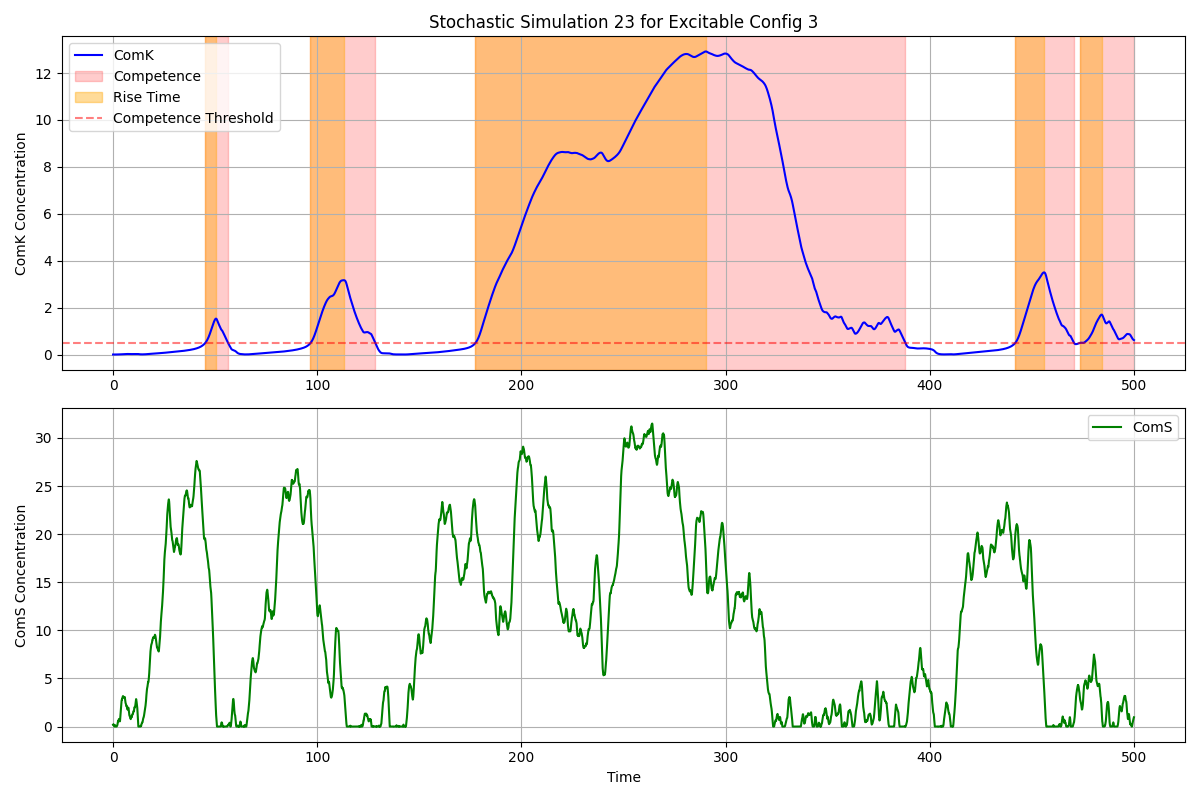 Stochastic Simulation 23 for Excitable Config 3
ComK Concentration
12
10
8
6
4
2
0
ComK
Competence
Rise Time
Competence Threshold
0 100 200 300 400 500
ComS Concentration
30
25
20
15
10
5
0
ComS
0 100 200 300 400 500
Time